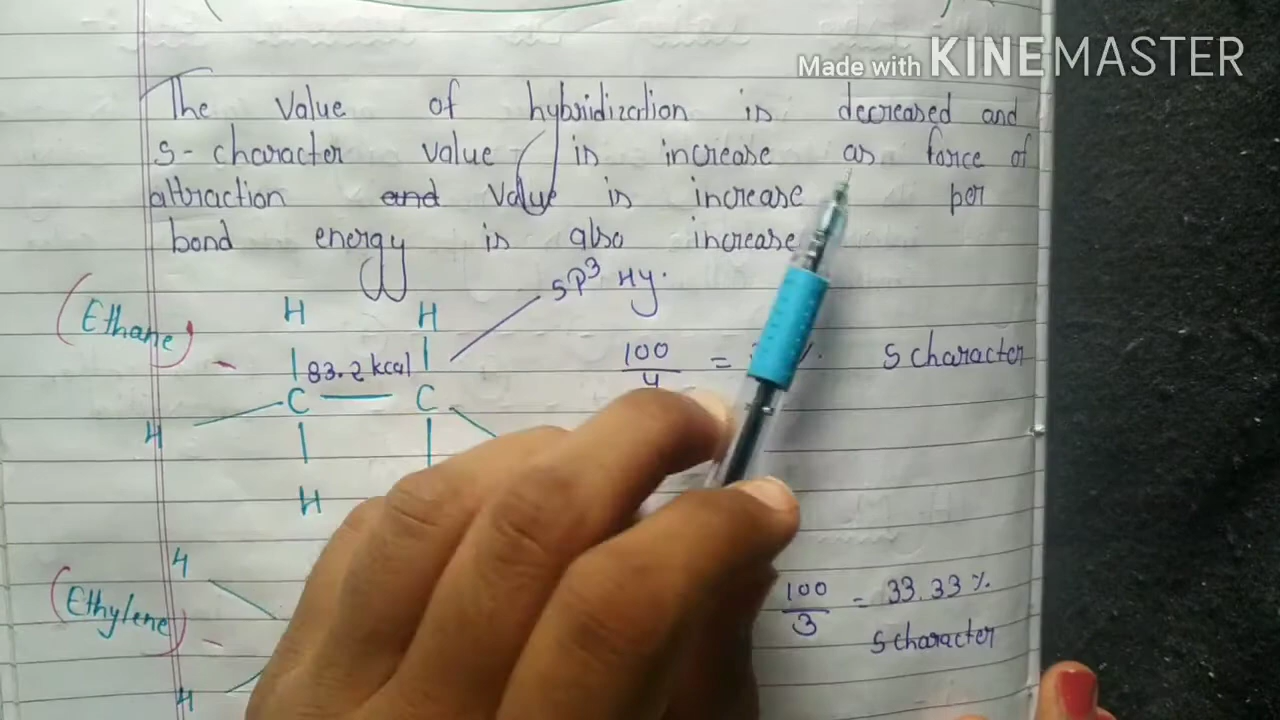 Made with KINEMASTER
The Value of hybridization is decreased and
s-character value is increase as force of
attraction and value is increase per
bond energy is also increase
SP³ Hy.
(Ethane) H H
83.2 kcal
100/4 = %. S character
C — C
H
H
4
(Ethylene)
100/3 = 33.33 %.
S character
H